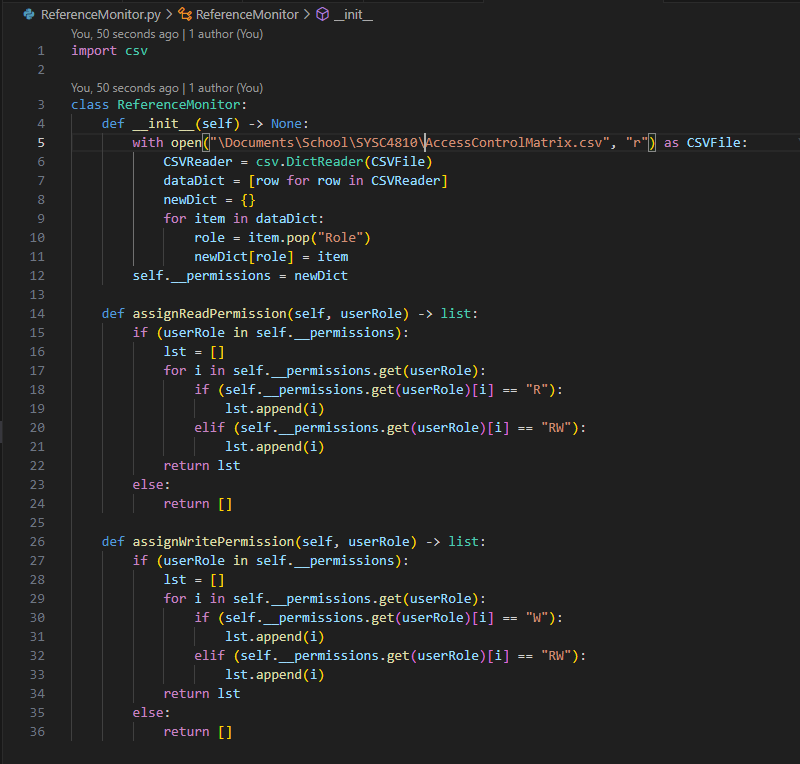 ReferenceMonitor.py > ReferenceMonitor > __init__
You, 50 seconds ago | 1 author (You)
1 import csv
2
You, 50 seconds ago | 1 author (You)
3 class ReferenceMonitor:
4     def __init__(self) -> None:
5         with open("\Documents\School\SYSC4810\AccessControlMatrix.csv", "r") as CSVFile:
6             CSVReader = csv.DictReader(CSVFile)
7             dataDict = [row for row in CSVReader]
8             newDict = {}
9             for item in dataDict:
10                 role = item.pop("Role")
11                 newDict[role] = item
12         self.__permissions = newDict
13
14     def assignReadPermission(self, userRole) -> list:
15         if (userRole in self.__permissions):
16             lst = []
17             for i in self.__permissions.get(userRole):
18                 if (self.__permissions.get(userRole)[i] == "R"):
19                     lst.append(i)
20                 elif (self.__permissions.get(userRole)[i] == "RW"):
21                     lst.append(i)
22             return lst
23         else:
24             return []
25
26     def assignWritePermission(self, userRole) -> list:
27         if (userRole in self.__permissions):
28             lst = []
29             for i in self.__permissions.get(userRole):
30                 if (self.__permissions.get(userRole)[i] == "W"):
31                     lst.append(i)
32                 elif (self.__permissions.get(userRole)[i] == "RW"):
33                     lst.append(i)
34             return lst
35         else:
36             return []